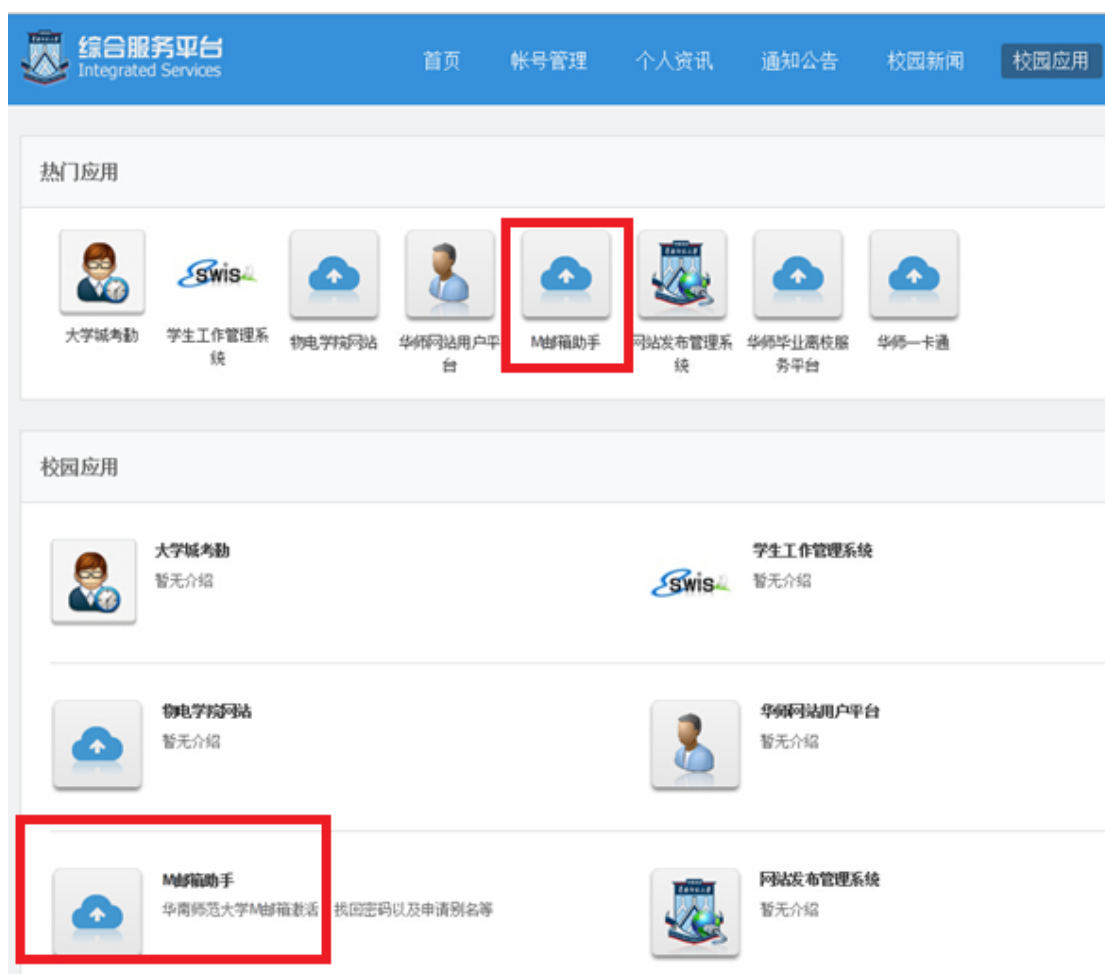 综合服务平台
Integrated Services
首页 帐号管理 个人资讯 通知公告 校园新闻 校园应用
热门应用
swis
大学城考勤 学生工作管理系 物电学院网站 华师网站用户平 M邮箱助手 网站发布管理系 华师毕业离校服 华师一卡通
统 台 统 务平台
校园应用
大学城考勤 学生工作管理系统
暂无介绍 swis 暂无介绍
物电学院网站 华师网站用户平台
暂无介绍 暂无介绍
M邮箱助手 网站发布管理系统
华南师范大学M邮箱激活 找回密码以及申请别名等 暂无介绍